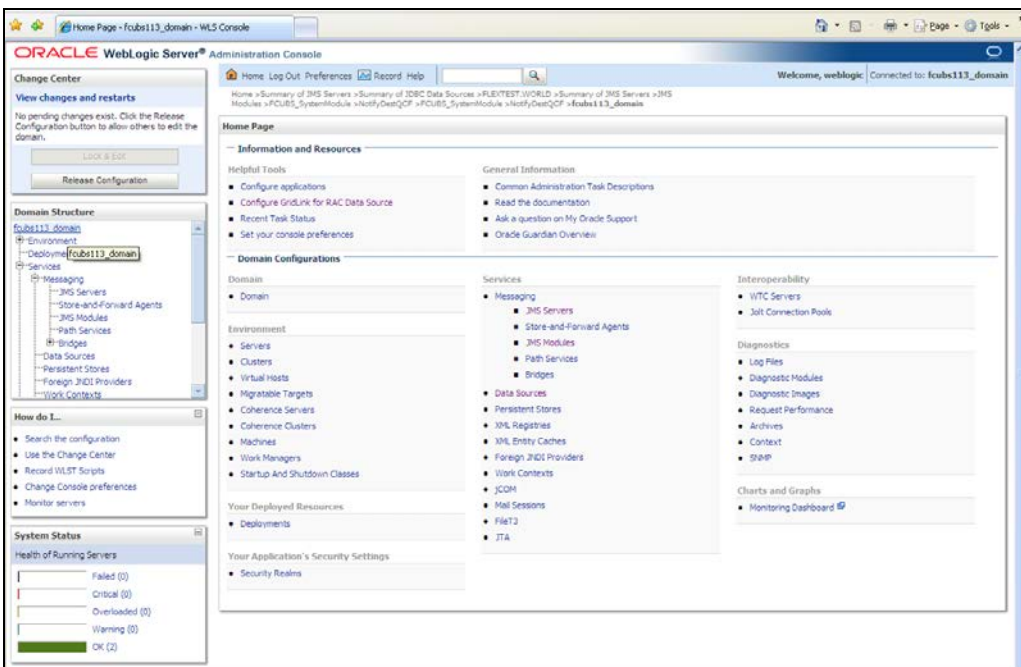 Home Page - fcubs113_domain - WLS Console
Page
Tools
ORACLE WebLogic Server® Administration Console
Change Center
View changes and restarts
No pending changes exist. Click the Release
Configuration button to allow others to edit the
domain.
Lock & Edit
Release Configuration
Domain Structure
fcubs113_domain
Environment
Deployme
fcubs113_domain
Services
Messaging
JMS Servers
Store-and-Forward Agents
JMS Modules
Path Services
Bridges
Data Sources
Persistent Stores
Foreign JNDI Providers
Work Contexts
How do I...
Search the configuration
Use the Change Center
Record WLST Scripts
Change Console preferences
Monitor servers
System Status
Health of Running Servers
Failed (0)
Critical (0)
Overloaded (0)
Warning (0)
OK (2)
Home Log Out Preferences Record Help
Welcome, weblogic Connected to: fcubs113_domain
Home >Summary of JMS Servers >Summary of JDBC Data Sources >FLEXTEST.WORLD >Summary of JMS Servers >JMS
Modules >FCUBS_SystemModule >NotifyDestQCF >FCUBS_SystemModule >NotifyDestQCF >fcubs113_domain
Home Page
Information and Resources
Helpful Tools
Configure applications
Configure GridLink for RAC Data Source
Recent Task Status
Set your console preferences
General Information
Common Administration Task Descriptions
Read the documentation
Ask a question on My Oracle Support
Oracle Guardian Overview
Domain Configurations
Domain
Domain
Environment
Servers
Clusters
Virtual Hosts
Migratable Targets
Coherence Servers
Coherence Clusters
Machines
Work Managers
Startup And Shutdown Classes
Your Deployed Resources
Deployments
Your Application's Security Settings
Security Realms
Services
Messaging
JMS Servers
Store-and-Forward Agents
JMS Modules
Path Services
Bridges
Data Sources
Persistent Stores
XML Registries
XML Entity Caches
Foreign JNDI Providers
Work Contexts
jCOM
Mail Sessions
FileT3
JTA
Interoperability
WTC Servers
Jolt Connection Pools
Diagnostics
Log Files
Diagnostic Modules
Diagnostic Images
Request Performance
Archives
Context
SNMP
Charts and Graphs
Monitoring Dashboard